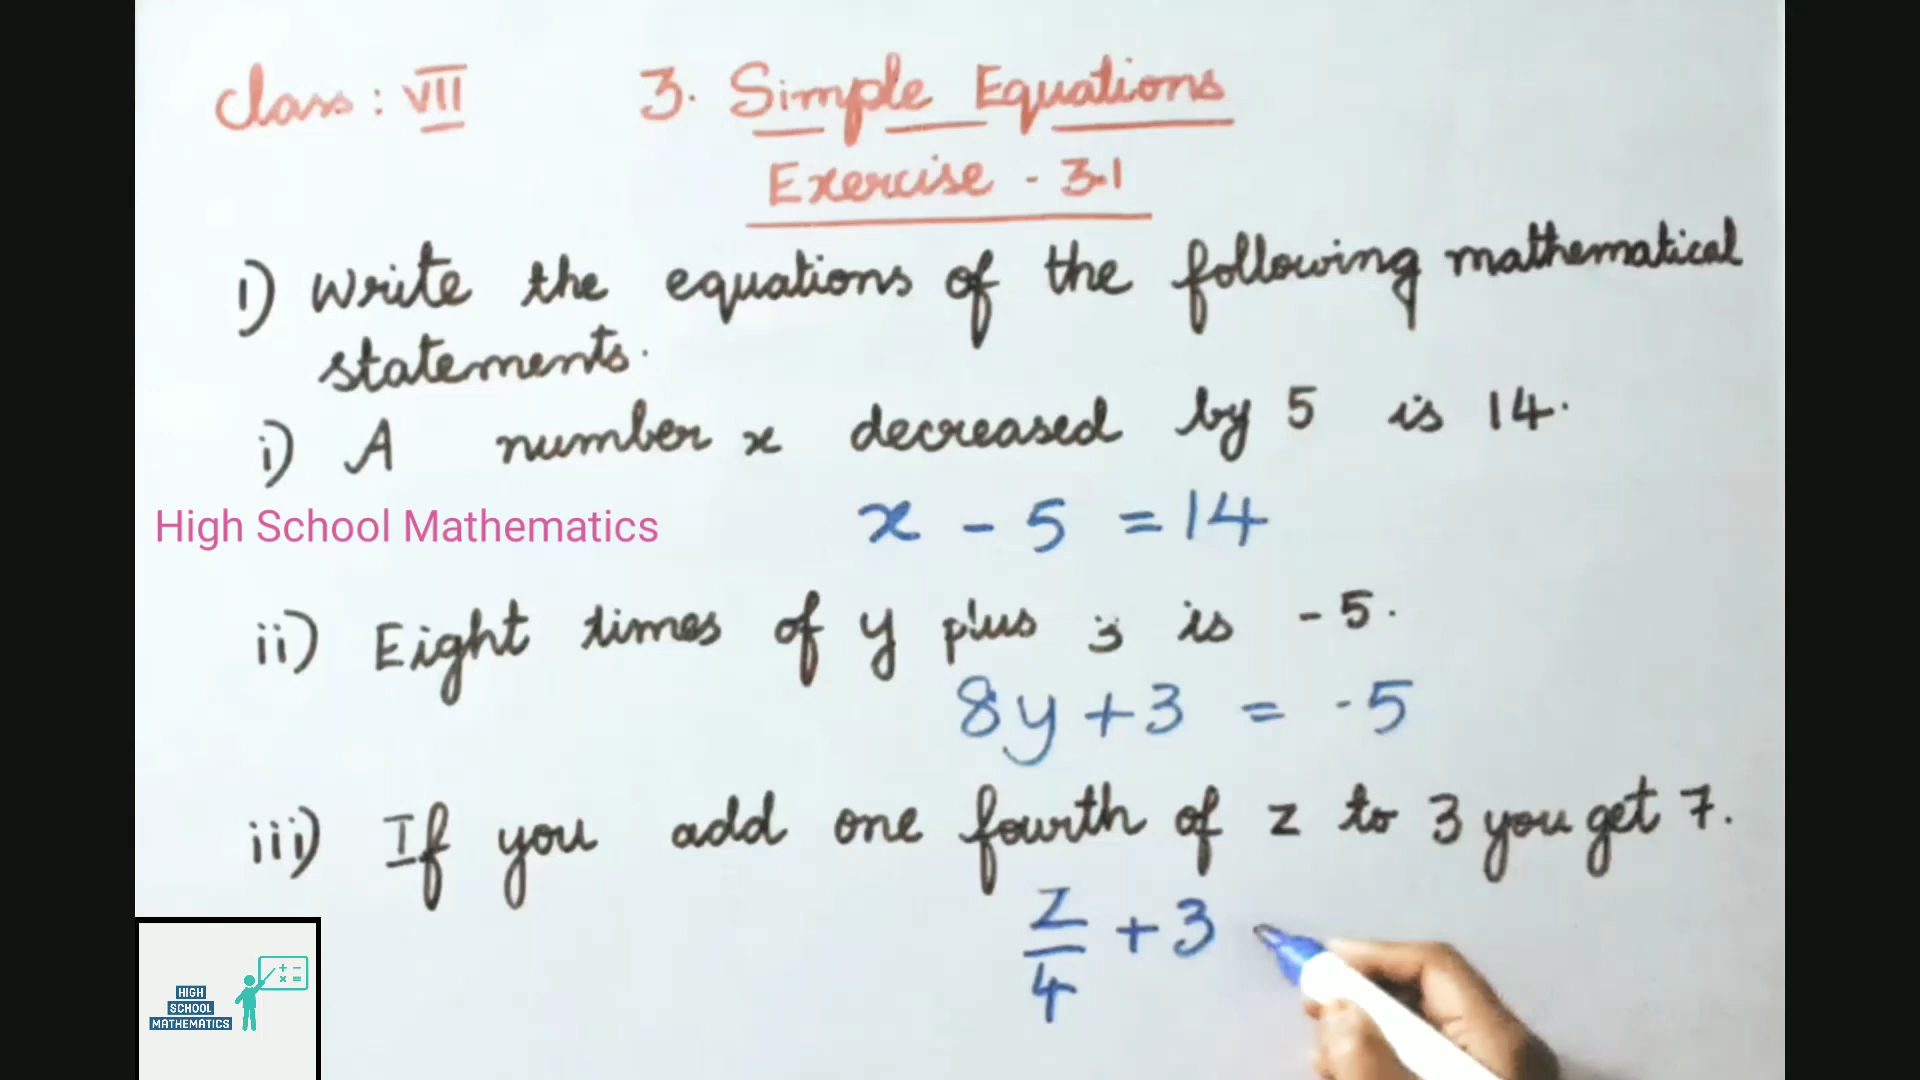 Class : VII 3. Simple Equations
Exercise - 3.1
1) Write the equations of the following mathematical
statements.
i) A number x decreased by 5 is 14.
High School Mathematics
x - 5 = 14
ii) Eight times of y plus 3 is -5.
8y + 3 = -5
iii) If you add one fourth of z to 3 you get 7.
z/4 + 3
+ -
× =
HIGH
SCHOOL
MATHEMATICS